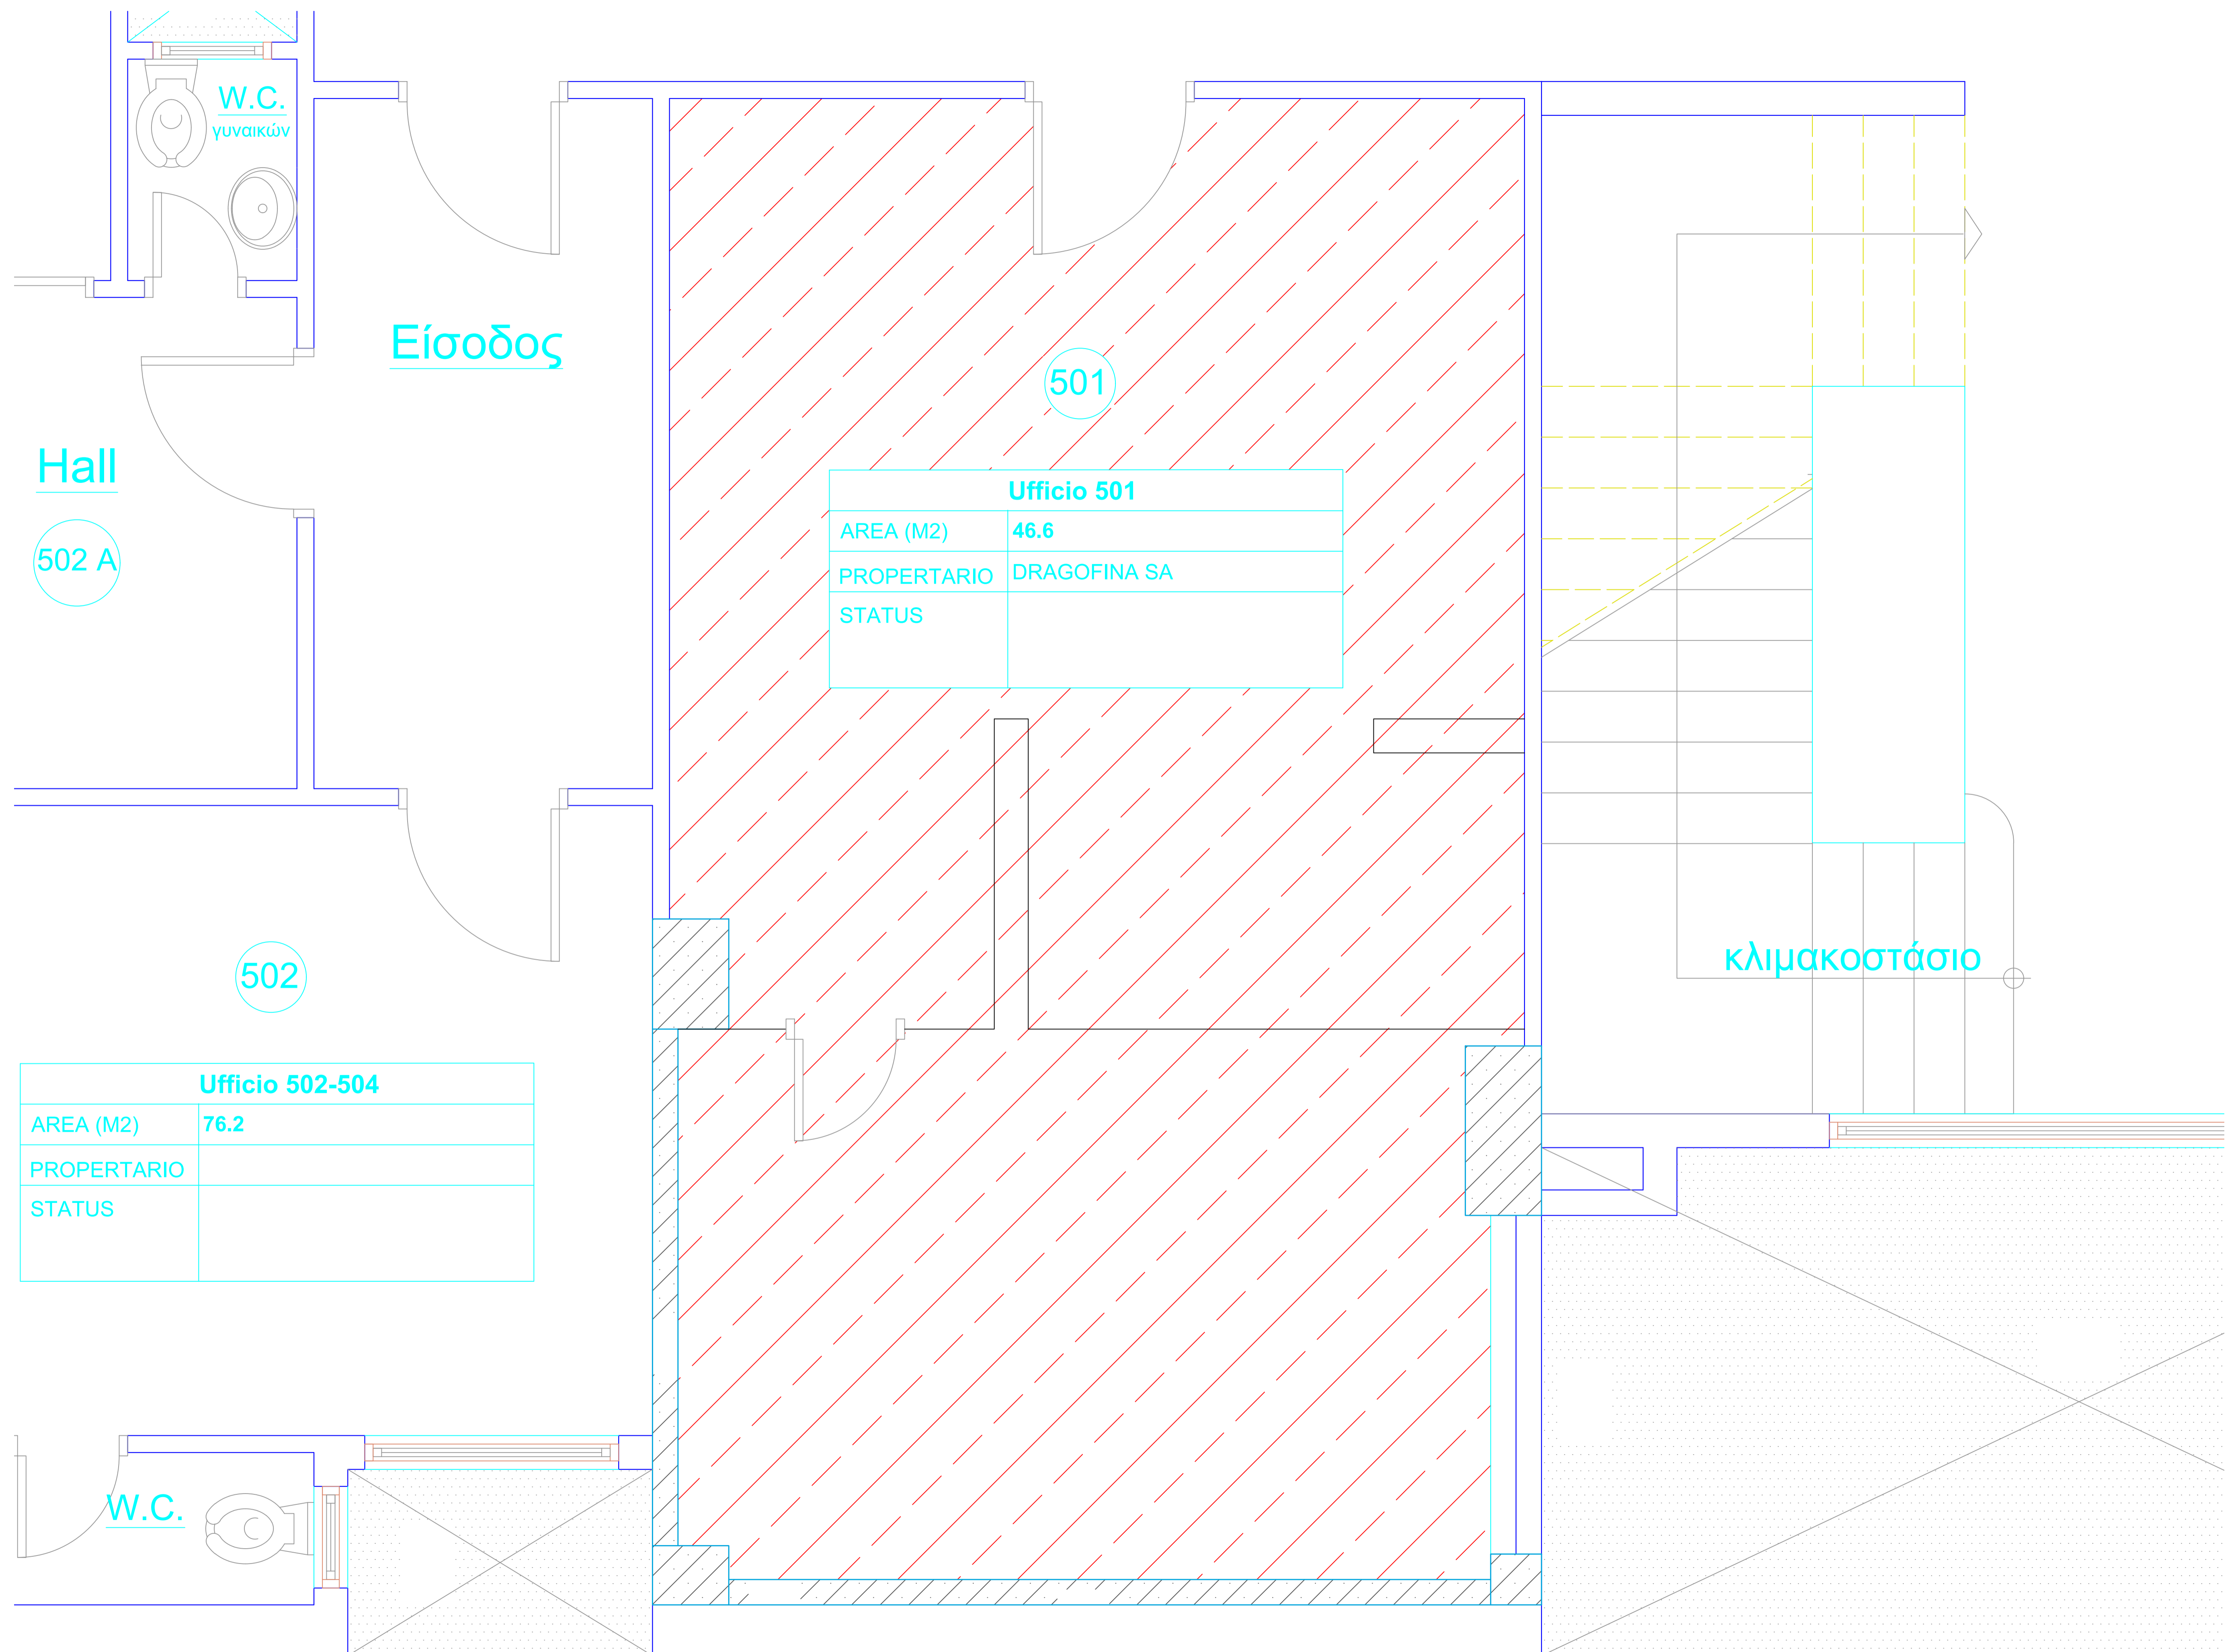 W.C.
γυναικών
Είσοδος
501
Hall
502 A
Ufficio 501
AREA (M2) 46.6
PROPERTARIO DRAGOFINA SA
STATUS
κλιμακοστάσιο
502
Ufficio 502-504
AREA (M2) 76.2
PROPERTARIO
STATUS
W.C.